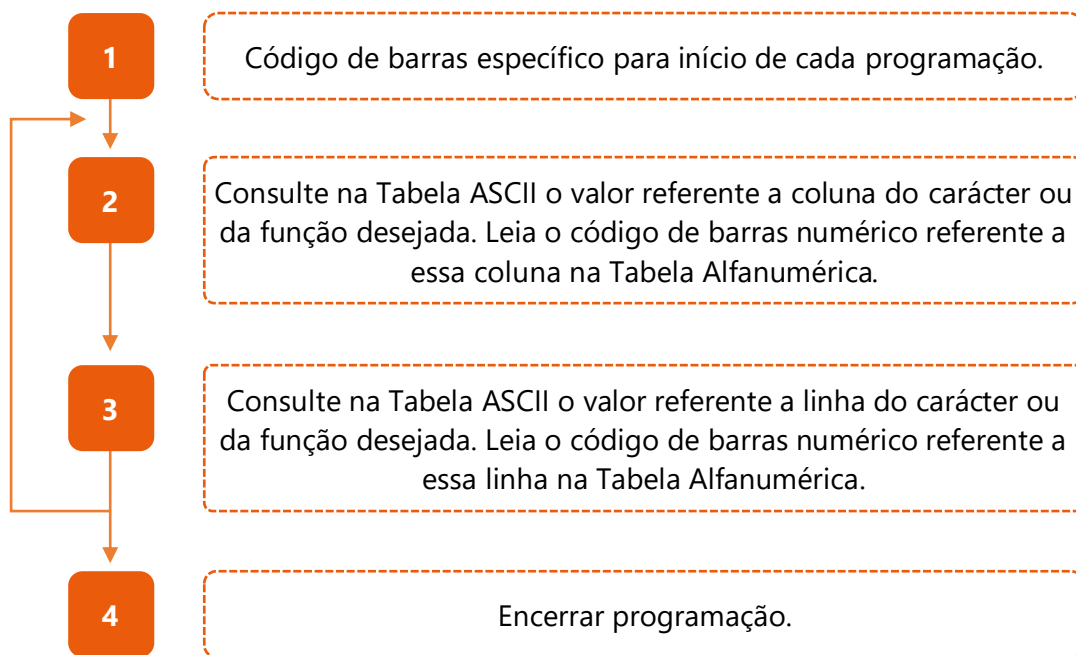 1
Código de barras específico para início de cada programação.
2
Consulte na Tabela ASCII o valor referente a coluna do carácter ou
da função desejada. Leia o código de barras numérico referente a
essa coluna na Tabela Alfanumérica.
3
Consulte na Tabela ASCII o valor referente a linha do carácter ou
da função desejada. Leia o código de barras numérico referente a
essa linha na Tabela Alfanumérica.
4
Encerrar programação.